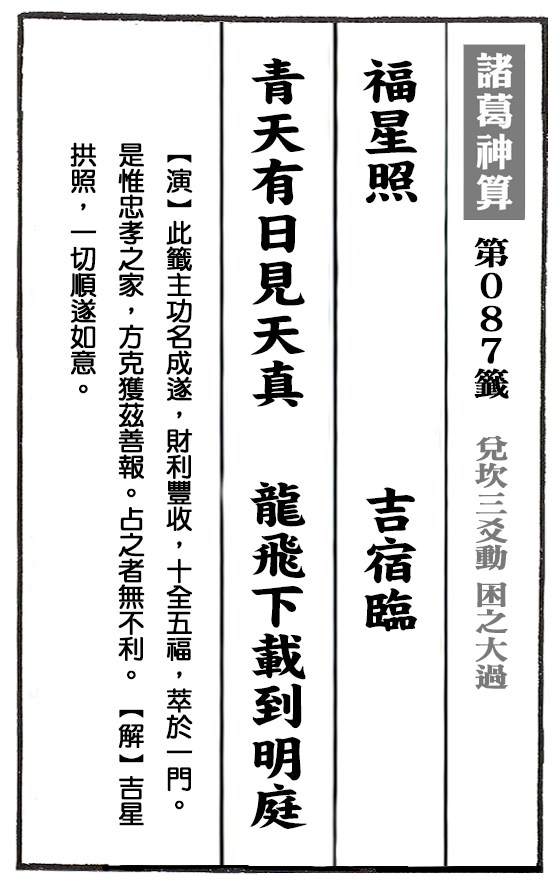 諸葛神算 第087籤 兌坎三爻動 困之大過
福星照 吉宿臨
青天有日見天真 龍飛下載到明庭
【演】此籤主功名成遂，財利豐收，十全五福，萃於一門。
是惟忠孝之家，方克獲茲善報。占之者無不利。【解】吉星
拱照，一切順遂如意。